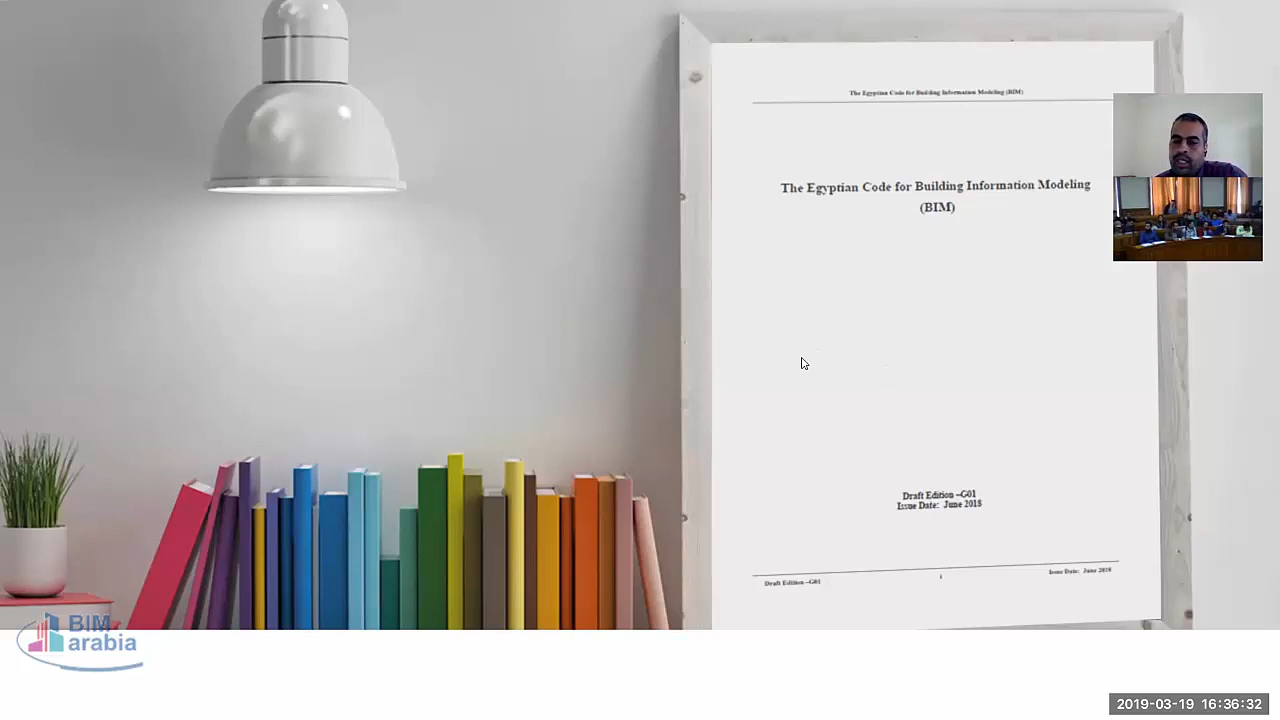 The Egyptian Code for Building Information Modeling (BIM)
The Egyptian Code for Building Information Modeling
(BIM)
Draft Edition –G01
Issue Date: June 2018
Draft Edition –G01
1
Issue Date: June 2018
BIM
arabia
2019-03-19 16:36:32